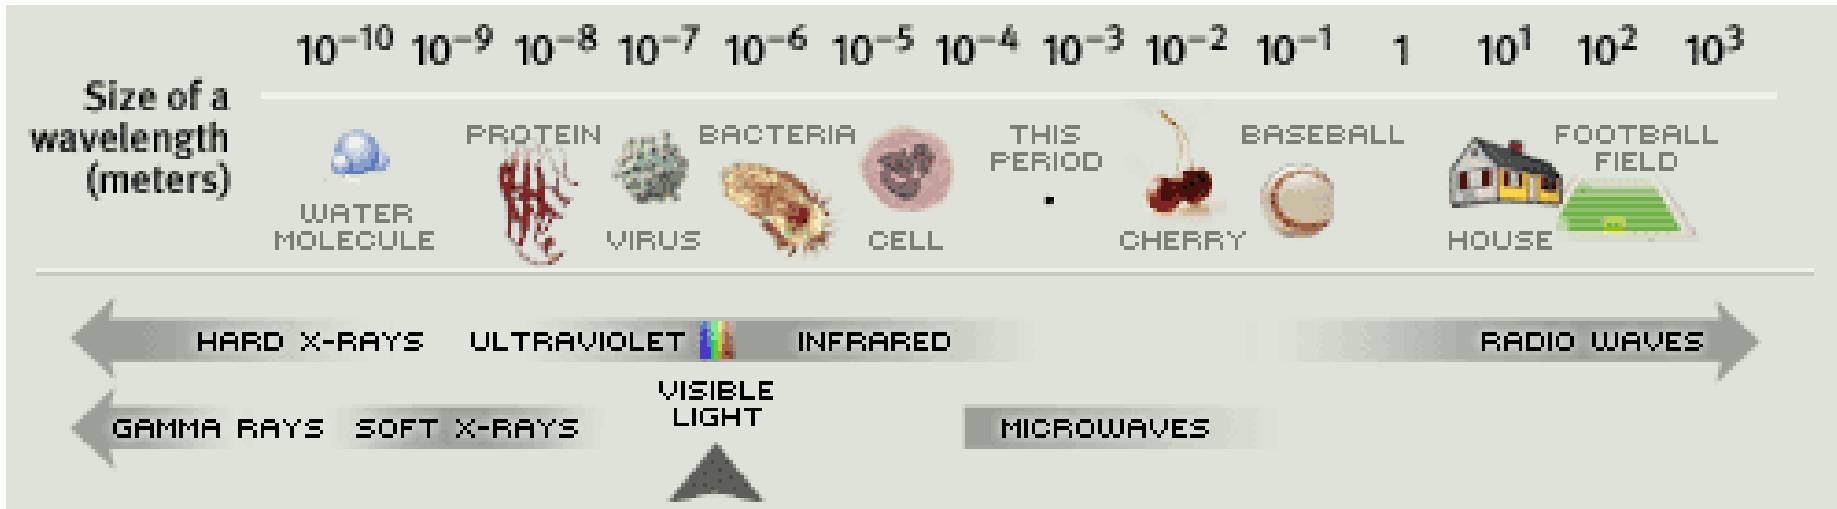 10⁻¹⁰ 10⁻⁹ 10⁻⁸ 10⁻⁷ 10⁻⁶ 10⁻⁵ 10⁻⁴ 10⁻³ 10⁻² 10⁻¹ 1 10¹ 10² 10³
Size of a
wavelength
(meters)
WATER
MOLECULE
PROTEIN
VIRUS
BACTERIA
CELL
THIS
PERIOD
CHERRY
BASEBALL
HOUSE
FOOTBALL
FIELD
HARD X-RAYS ULTRAVIOLET INFRARED RADIO WAVES
VISIBLE
LIGHT
GAMMA RAYS SOFT X-RAYS MICROWAVES